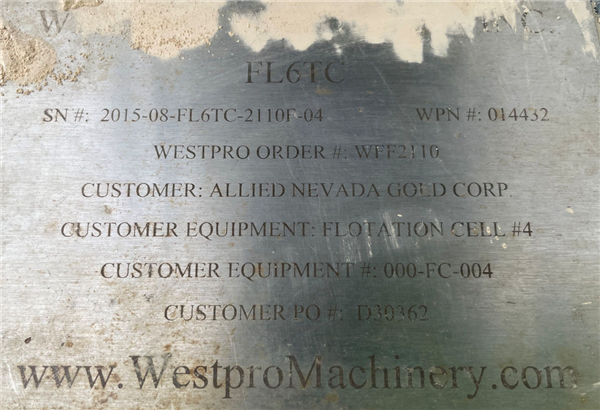 FL6TC
SN #: 2015-08-FL6TC-2110F-04 WPN #: 014432
WESTPRO ORDER #: WFF2110
CUSTOMER: ALLIED NEVADA GOLD CORP
CUSTOMER EQUIPMENT: FLOTATION CELL #4
CUSTOMER EQUIPMENT #: 000-FC-004
CUSTOMER PO #: D30362
www.WestproMachinery.com